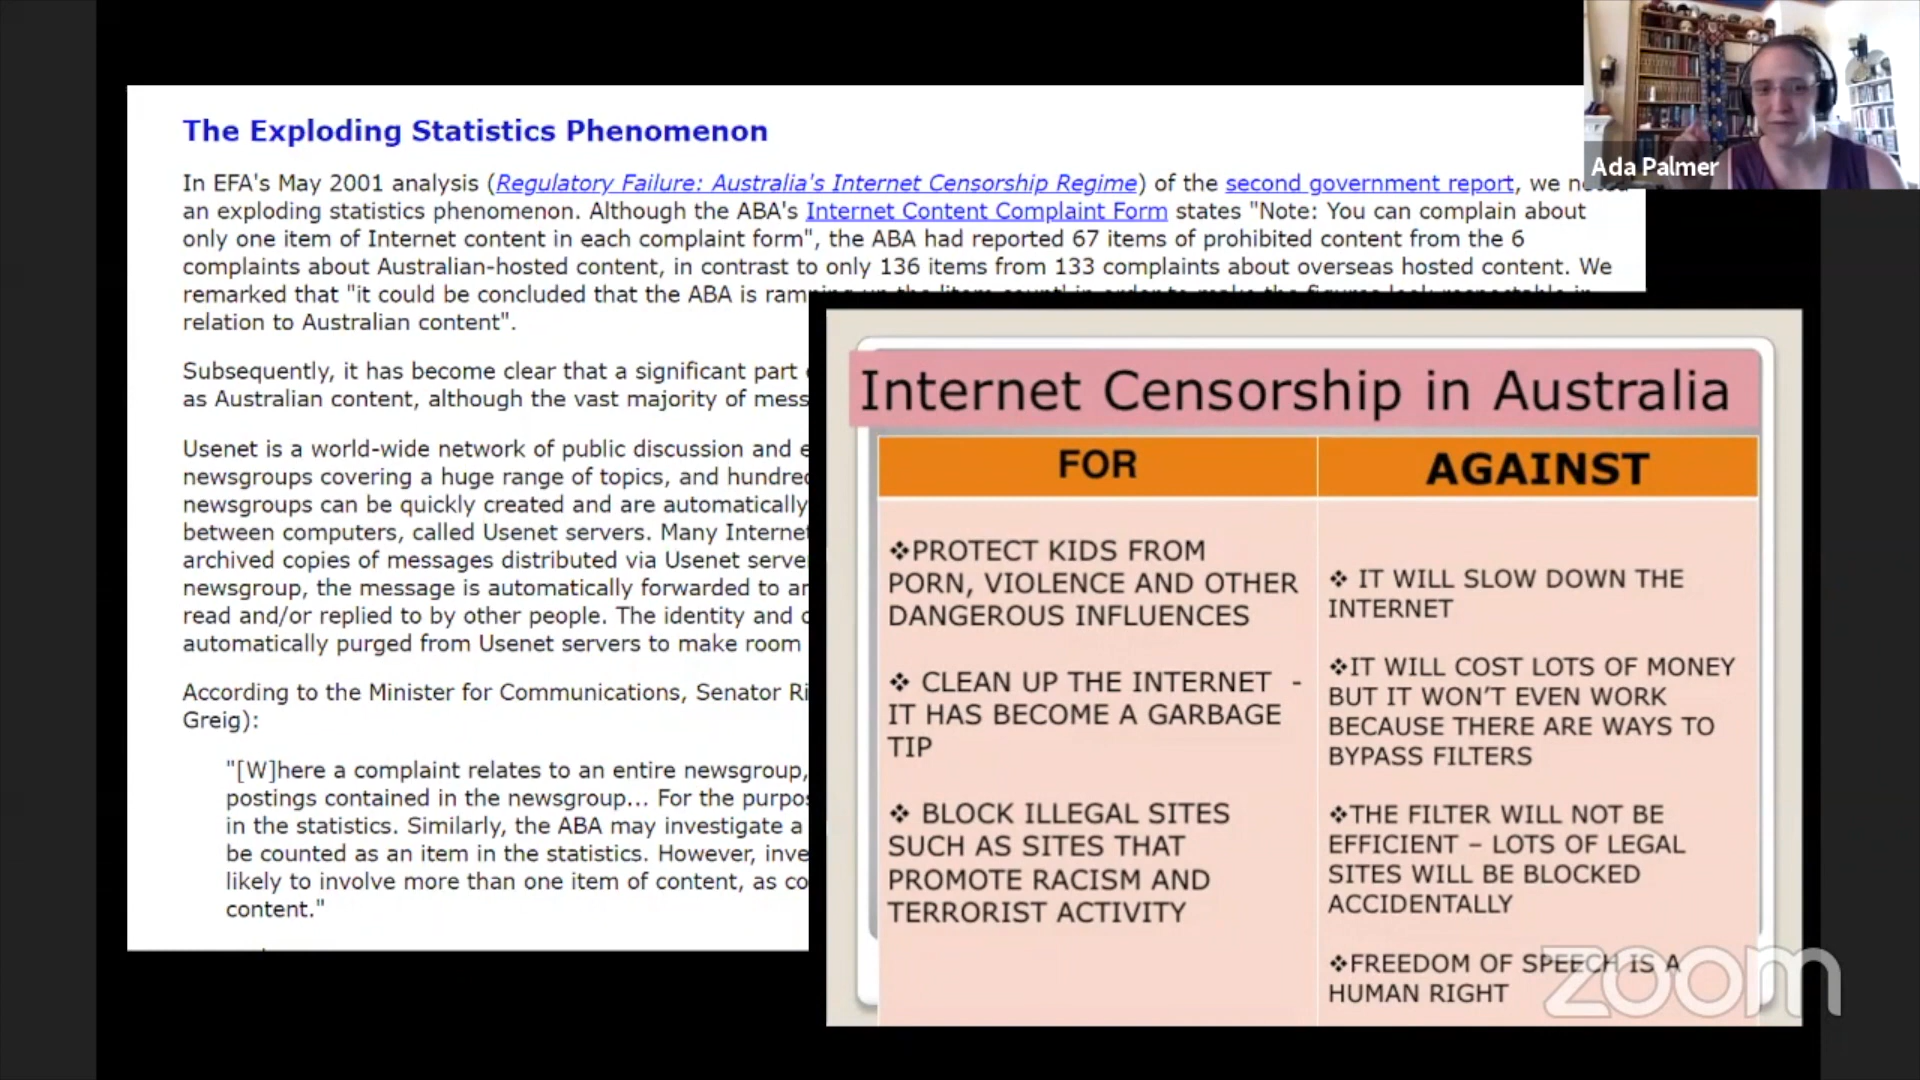 The Exploding Statistics Phenomenon
In EFA's May 2001 analysis (Regulatory Failure: Australia's Internet Censorship Regime) of the second government report, we
an exploding statistics phenomenon. Although the ABA's Internet Content Complaint Form states "Note: You can complain about
only one item of Internet content in each complaint form", the ABA had reported 67 items of prohibited content from the 6
complaints about Australian-hosted content, in contrast to only 136 items from 133 complaints about overseas hosted content. We
remarked that "it could be concluded that the ABA is ramping up the 'item count' in order to make the figures look respectable in
relation to Australian content".
Subsequently, it has become clear that a significant part
as Australian content, although the vast majority of
Usenet is a world-wide network of public discussion and
newsgroups covering a huge range of topics, and
newsgroups can be quickly created and are automatically
between computers, called Usenet servers. Many
archived copies of messages distributed via Usenet
newsgroup, the message is automatically forwarded to
read and/or replied to by other people. The identity and
automatically purged from Usenet servers to make room
According to the Minister for Communications, Senator
Greig):
"[W]here a complaint relates to an entire newsgroup,
postings contained in the newsgroup... For the
in the statistics. Similarly, the ABA may investigate a
be counted as an item in the statistics. However,
likely to involve more than one item of content, as
content."
Ada Palmer
Internet Censorship in Australia
FOR
❖PROTECT KIDS FROM
PORN, VIOLENCE AND OTHER
DANGEROUS INFLUENCES
❖ CLEAN UP THE INTERNET -
IT HAS BECOME A GARBAGE
TIP
❖ BLOCK ILLEGAL SITES
SUCH AS SITES THAT
PROMOTE RACISM AND
TERRORIST ACTIVITY
AGAINST
❖ IT WILL SLOW DOWN THE
INTERNET
❖IT WILL COST LOTS OF MONEY
BUT IT WON'T EVEN WORK
BECAUSE THERE ARE WAYS TO
BYPASS FILTERS
❖THE FILTER WILL NOT BE
EFFICIENT – LOTS OF LEGAL
SITES WILL BE BLOCKED
ACCIDENTALLY
❖FREEDOM OF SPEECH IS A
HUMAN RIGHT
zoom